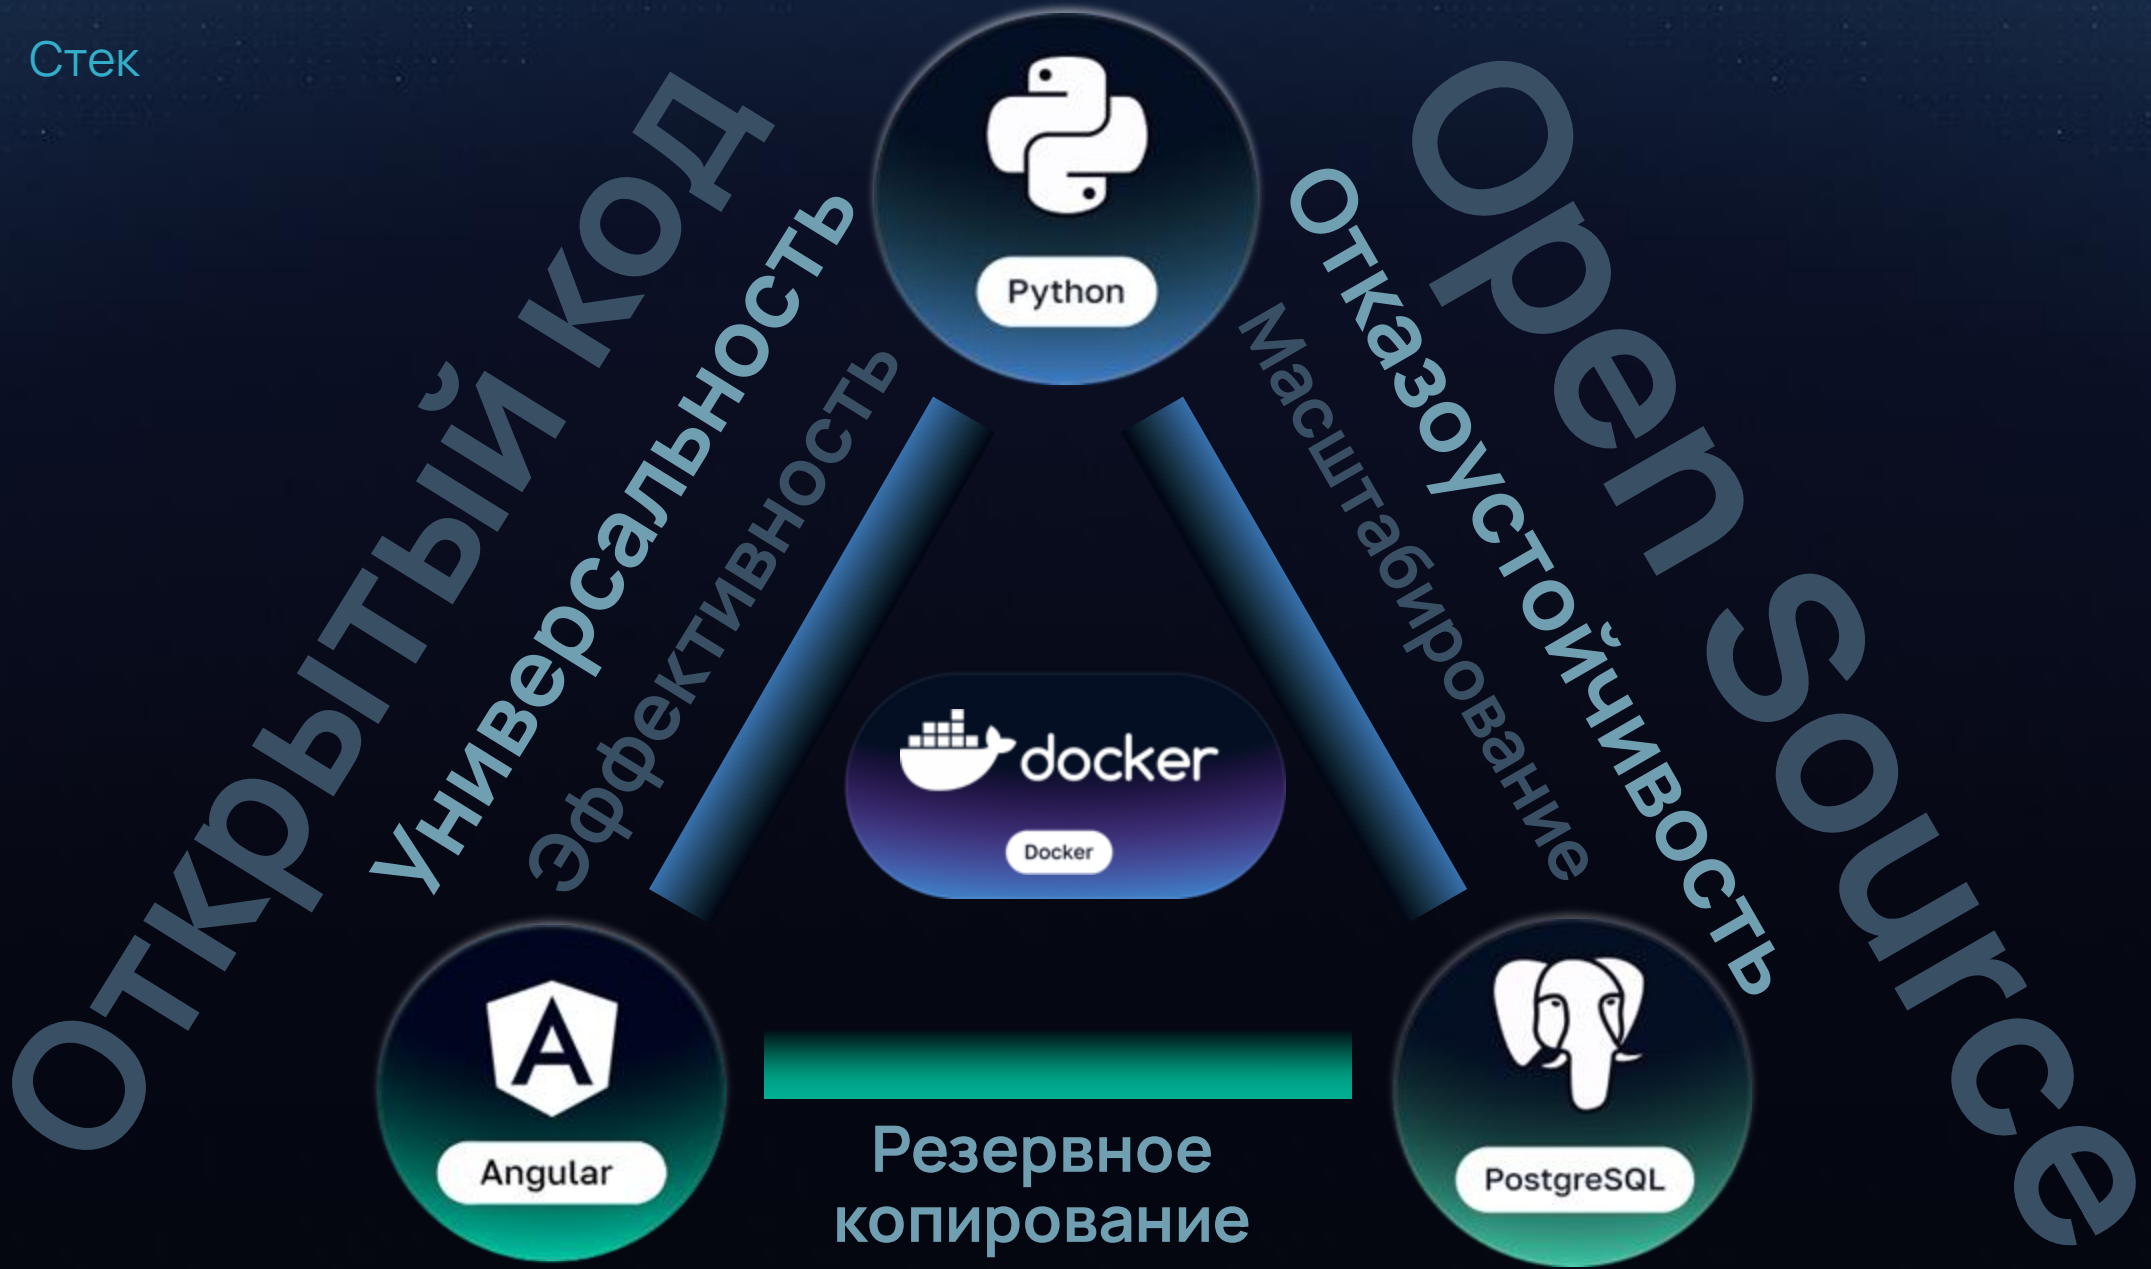 Стек
Открытый код
Универсальность
Эффективность
Python
Open Source
Отказоустойчивость
Масштабирование
docker
Docker
Angular
Резервное
копирование
PostgreSQL